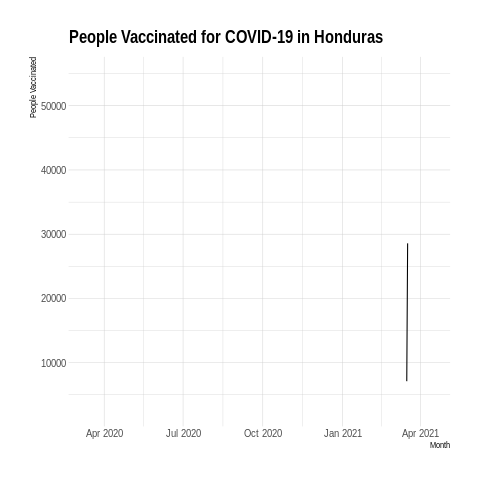 People Vaccinated for COVID-19 in Honduras
People Vaccinated
50000
40000
30000
20000
10000
Apr 2020 Jul 2020 Oct 2020 Jan 2021 Apr 2021
Month